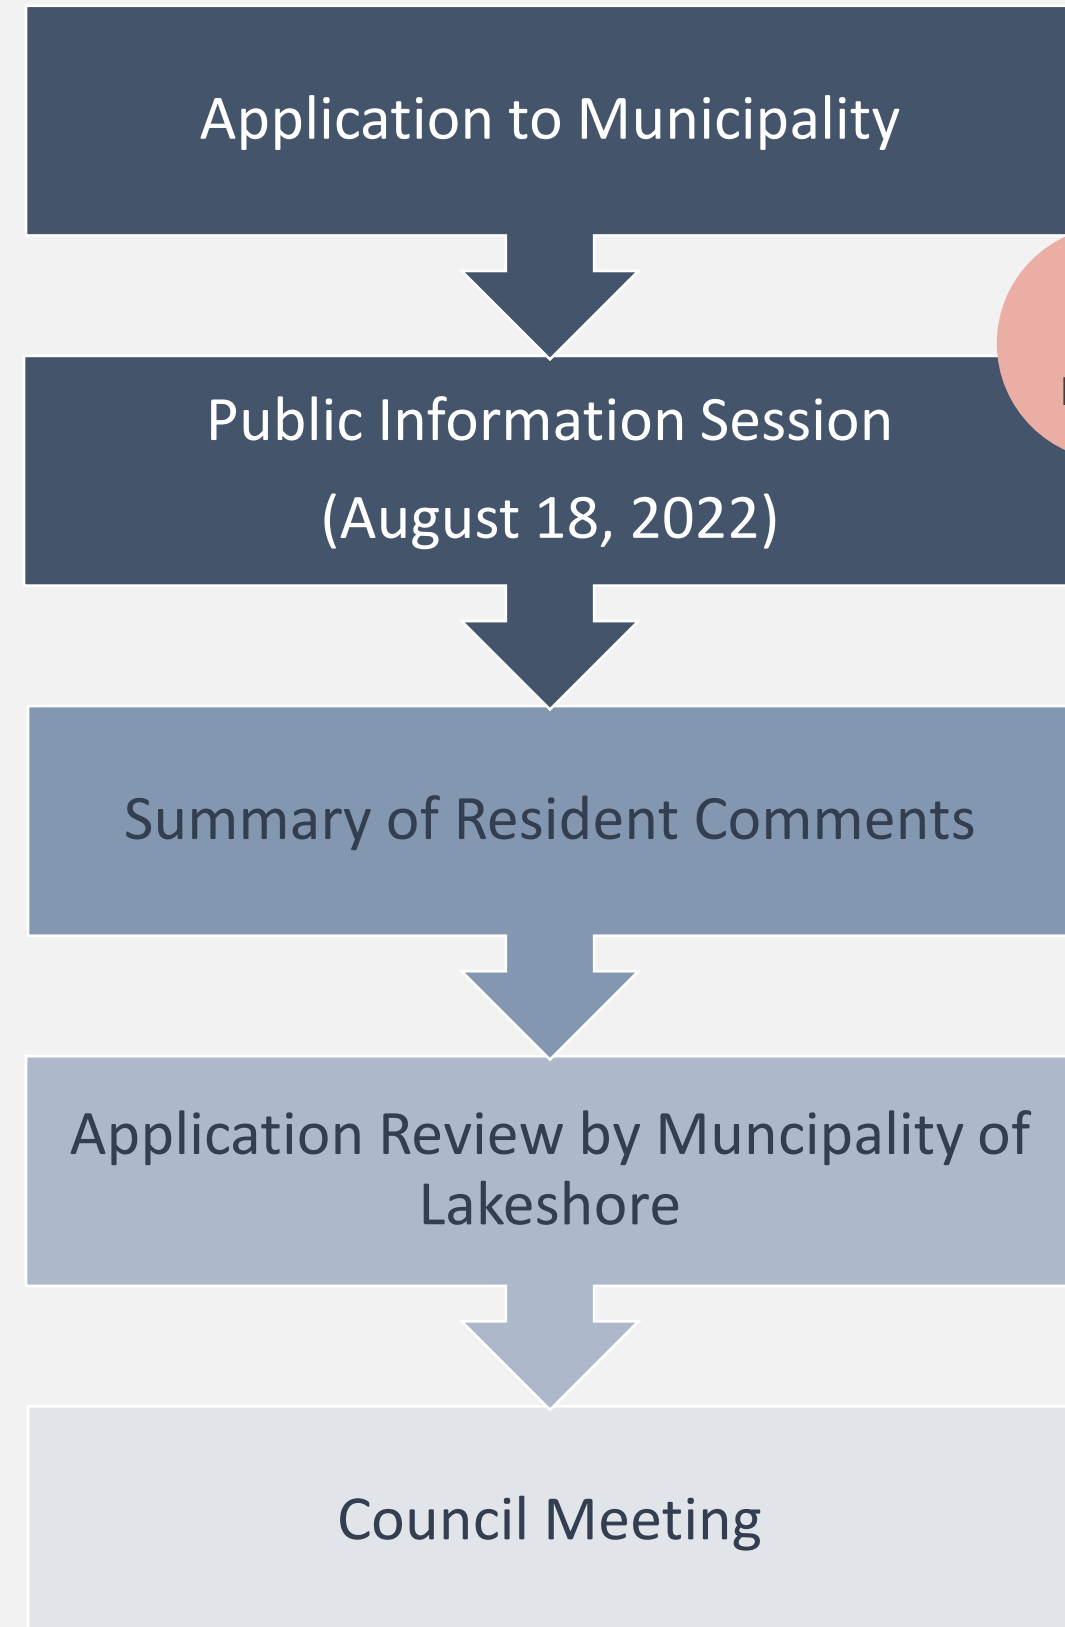 Application to Municipality
Public Information Session
(August 18, 2022)
Summary of Resident Comments
Application Review by Muncipality of
Lakeshore
Council Meeting